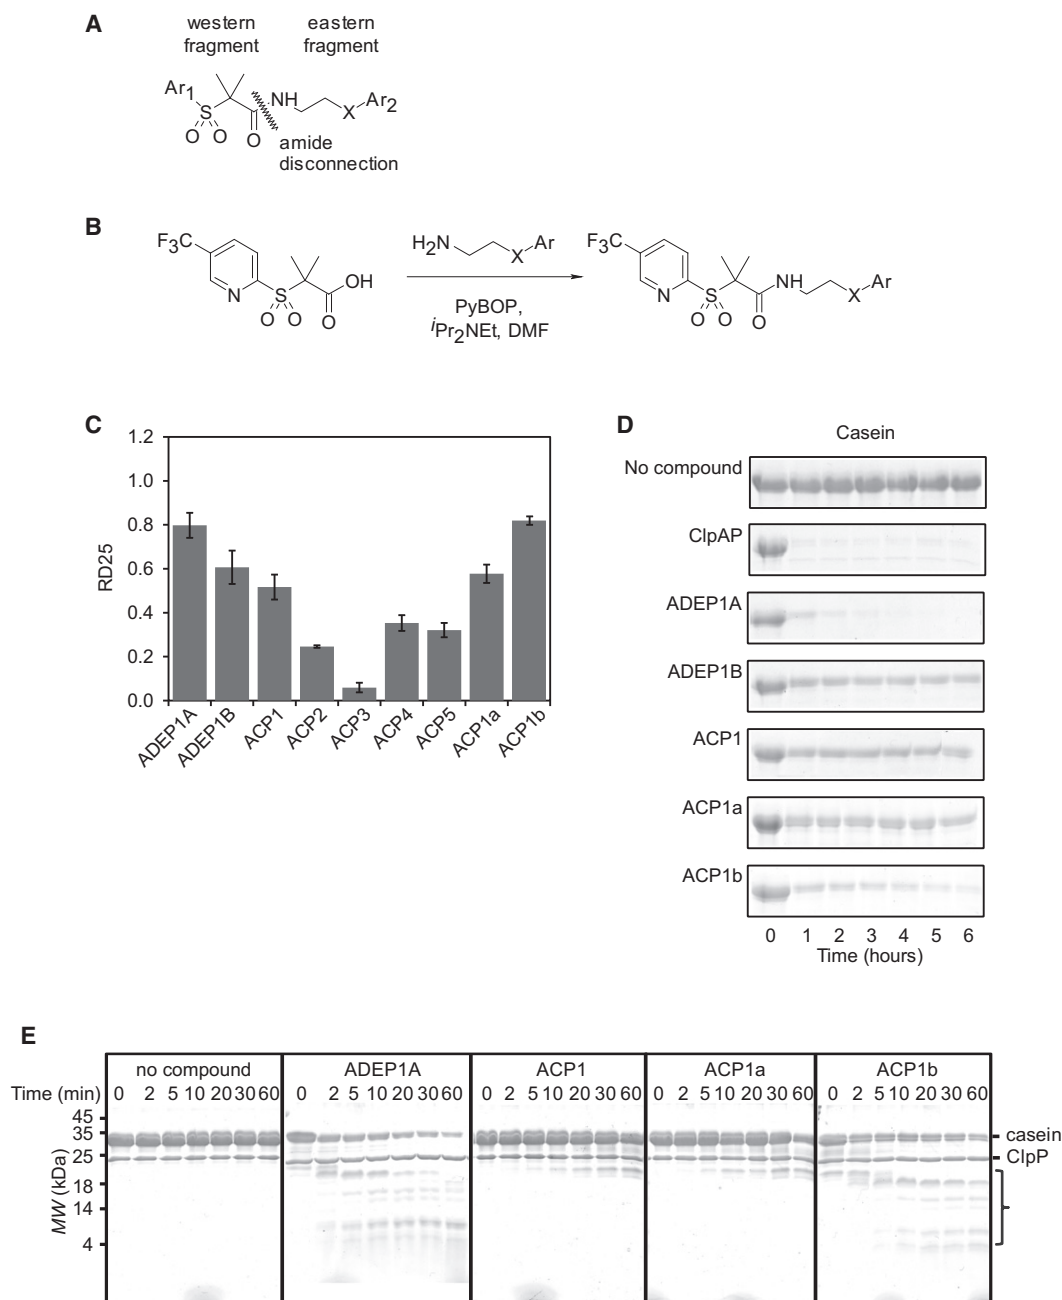 A
western
fragment
eastern
fragment
Ar1
NH
X
Ar2
S
O O
O
amide
disconnection
B
F3C
N
S
O O
OH
O
H2N
X
Ar
PyBOP,
iPr2NEt, DMF
F3C
N
S
O O
O
NH
X
Ar
C
RD25
1.2
1.0
0.8
0.6
0.4
0.2
0.0
ADEP1A
ADEP1B
ACP1
ACP2
ACP3
ACP4
ACP5
ACP1a
ACP1b
D
Casein
No compound
ClpAP
ADEP1A
ADEP1B
ACP1
ACP1a
ACP1b
0 1 2 3 4 5 6
Time (hours)
E
no compound ADEP1A ACP1 ACP1a ACP1b
Time (min) 0 2 5 10 20 30 60 0 2 5 10 20 30 60 0 2 5 10 20 30 60 0 2 5 10 20 30 60 0 2 5 10 20 30 60
MW (kDa)
45
35
25
18
14
4
casein
ClpP